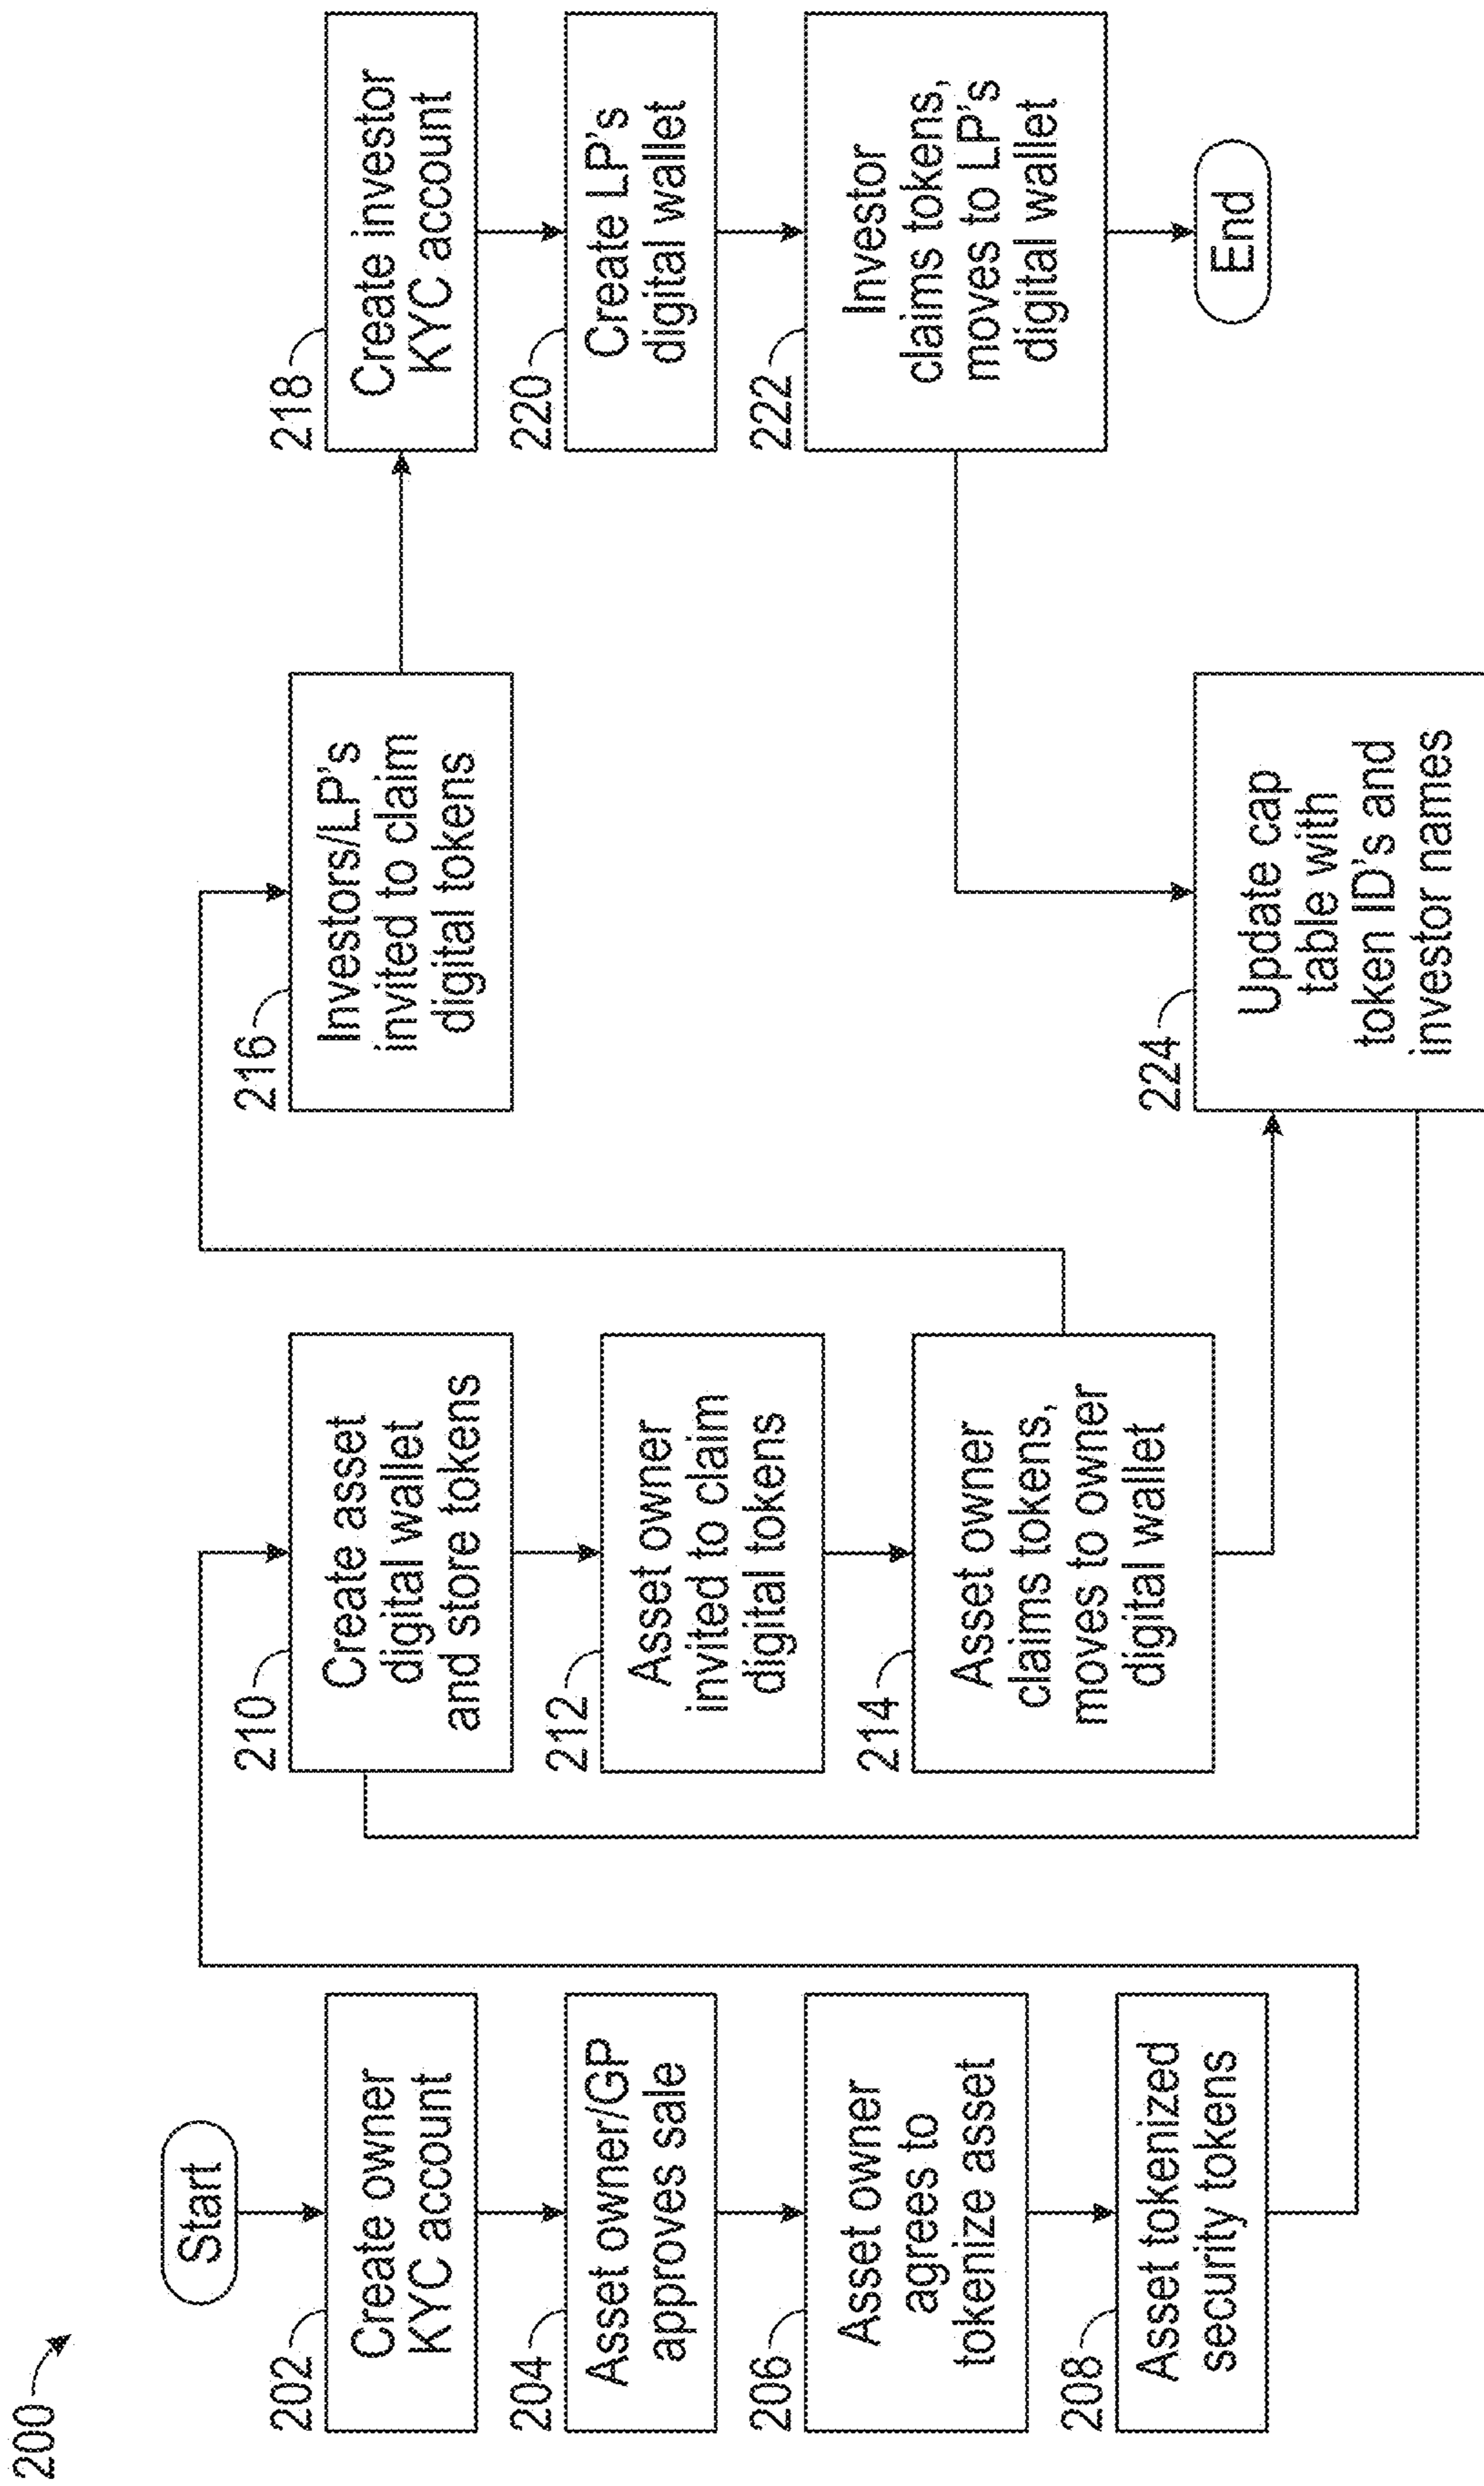 200
Start
202
Create owner
KYC account
204
Asset owner/GP
approves sale
206
Asset owner
agrees to
tokenize asset
208
Asset tokenized
security tokens
210
Create asset
digital wallet
and store tokens
212
Asset owner
invited to claim
digital tokens
214
Asset owner
claims tokens,
moves to owner
digital wallet
216
Investors/LP's
invited to claim
digital tokens
224
Update cap
table with
token ID's and
investor names
218
Create investor
KYC account
220
Create LP's
digital wallet
222
Investor
claims tokens,
moves to LP's
digital wallet
End